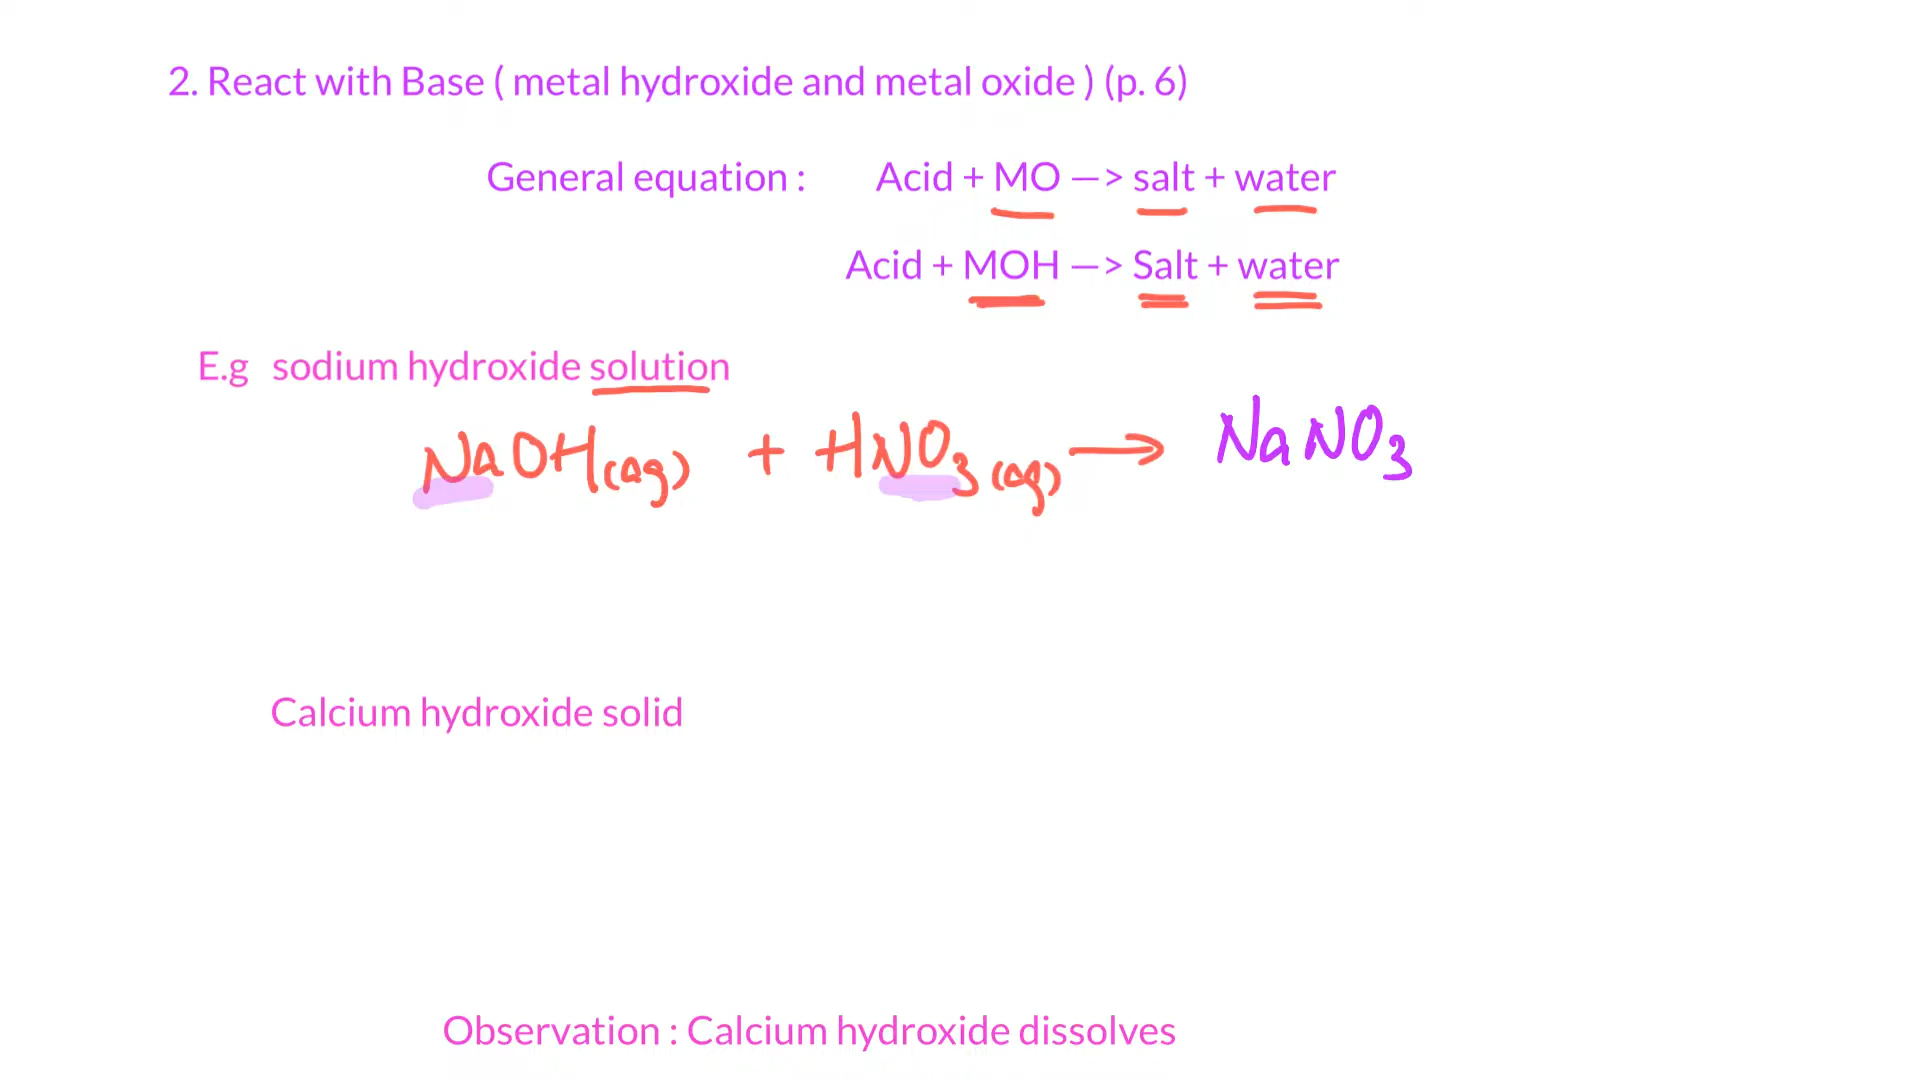 2. React with Base ( metal hydroxide and metal oxide ) (p. 6)
General equation : Acid + MO —> salt + water
Acid + MOH —> Salt + water
E.g sodium hydroxide solution
NaOH(aq) + HNO3(aq) → NaNO3
Calcium hydroxide solid
Observation : Calcium hydroxide dissolves